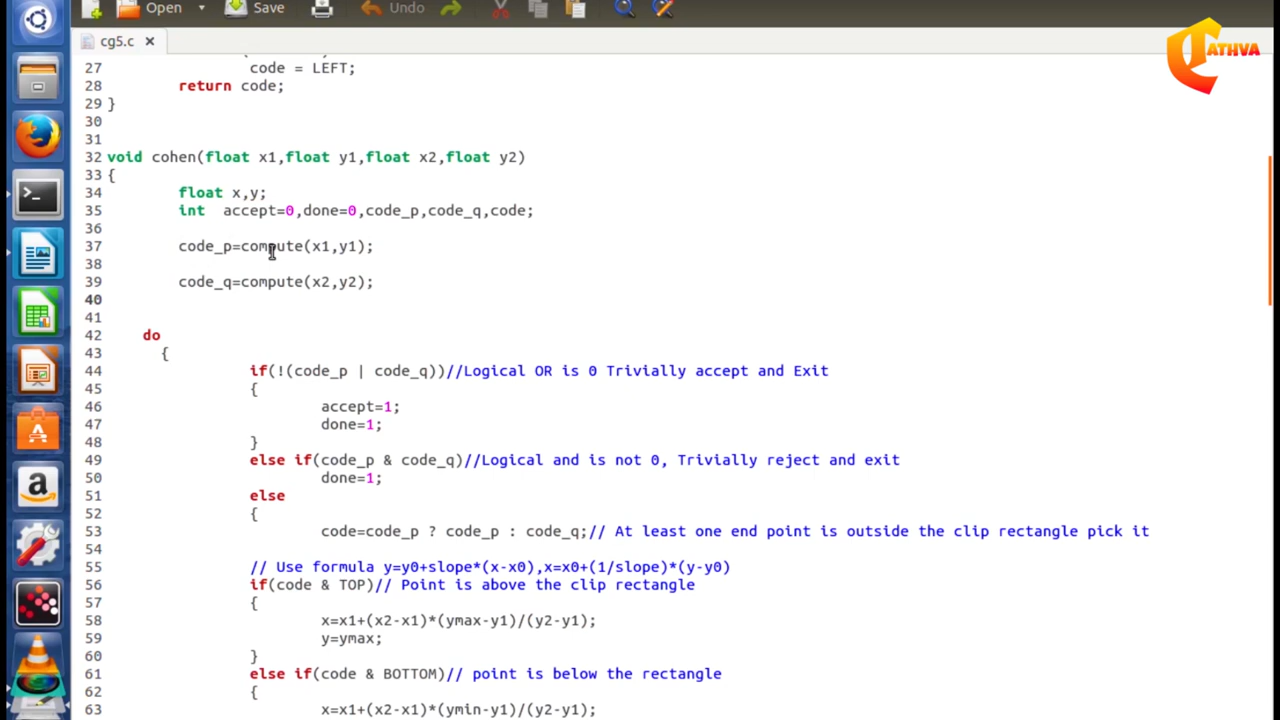 Open Save Undo
CATHVA
cg5.c
27 code = LEFT;
28 return code;
29 }
30
31
32 void cohen(float x1,float y1,float x2,float y2)
33 {
34 float x,y;
35 int accept=0,done=0,code_p,code_q,code;
36
37 code_p=compute(x1,y1);
38
39 code_q=compute(x2,y2);
40
41
42 do
43 {
44 if(!(code_p | code_q))//Logical OR is 0 Trivially accept and Exit
45 {
46 accept=1;
47 done=1;
48 }
49 else if(code_p & code_q)//Logical and is not 0, Trivially reject and exit
50 done=1;
51 else
52 {
53 code=code_p ? code_p : code_q;// At least one end point is outside the clip rectangle pick it
54
55 // Use formula y=y0+slope*(x-x0),x=x0+(1/slope)*(y-y0)
56 if(code & TOP)// Point is above the clip rectangle
57 {
58 x=x1+(x2-x1)*(ymax-y1)/(y2-y1);
59 y=ymax;
60 }
61 else if(code & BOTTOM)// point is below the rectangle
62 {
63 x=x1+(x2-x1)*(ymin-y1)/(y2-y1);